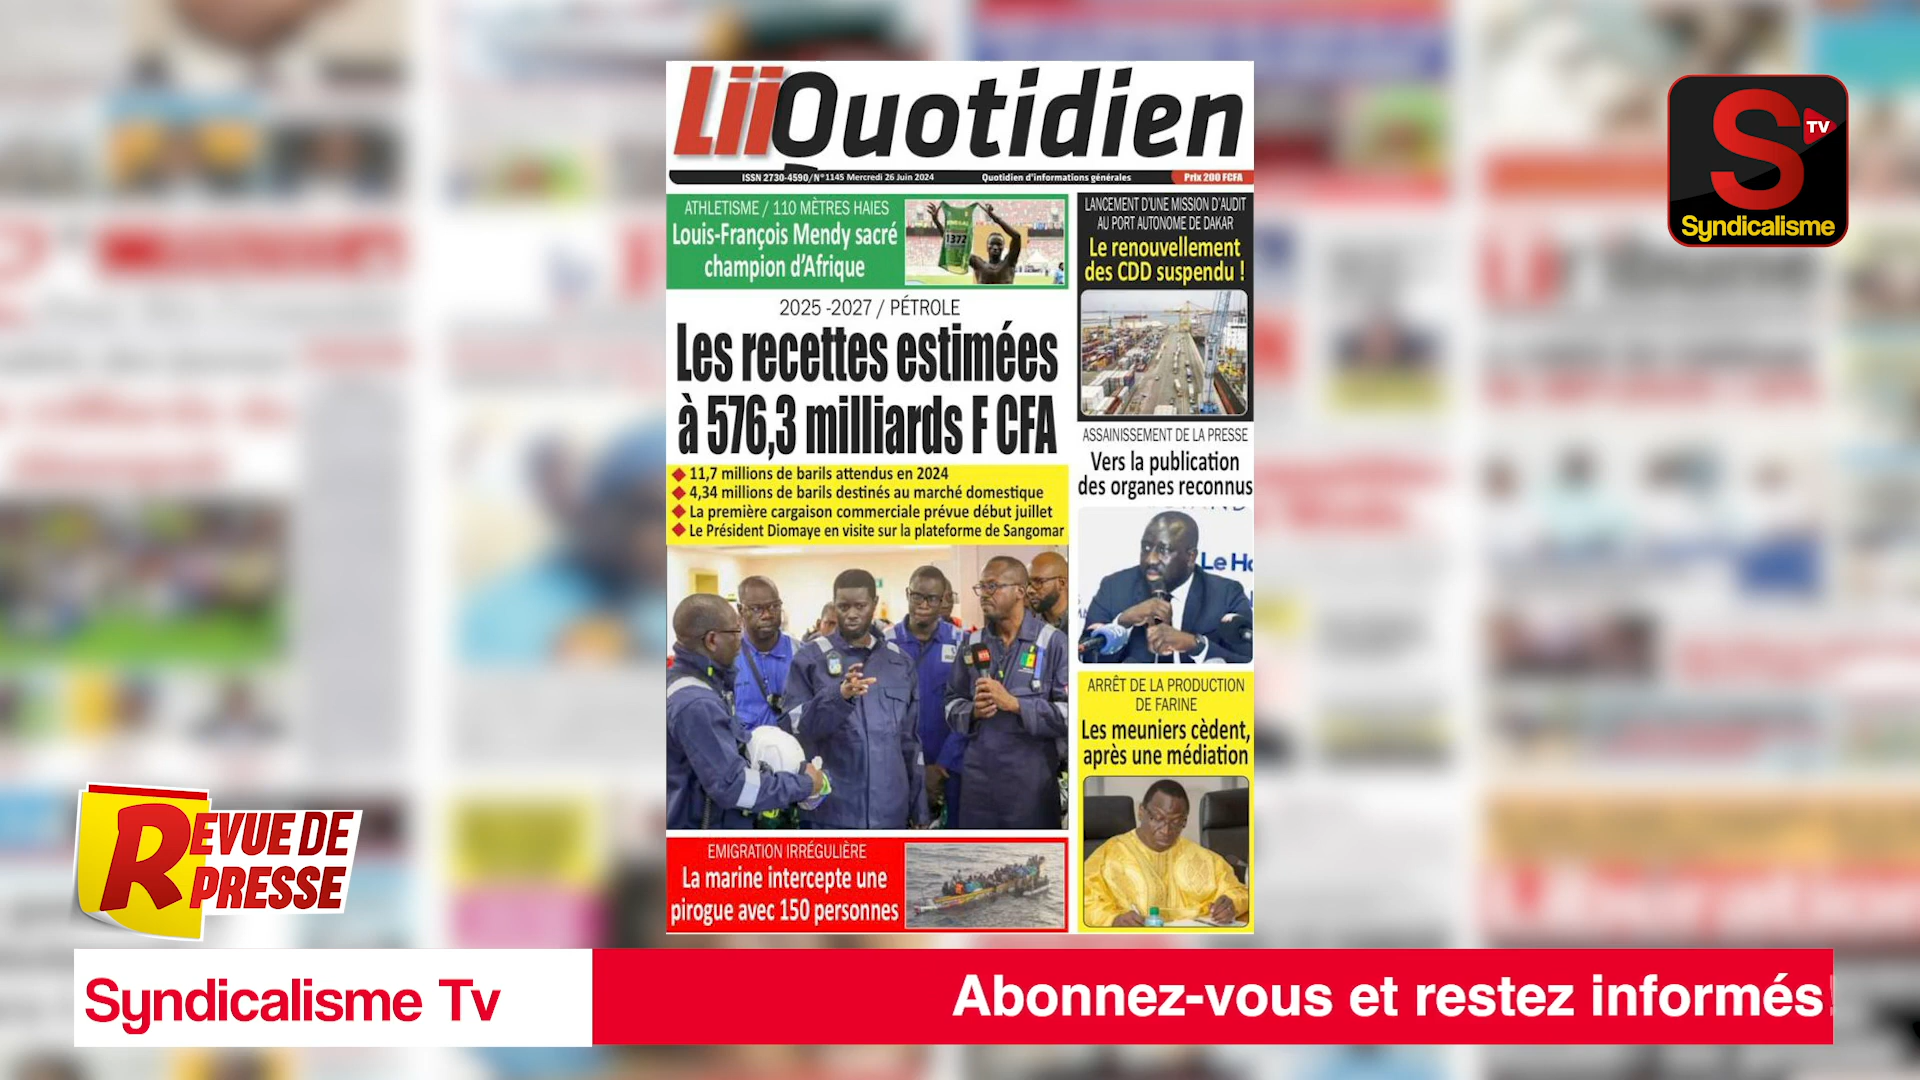 Lii Quotidien
ISSN 2730-4590/N°1145 Mercredi 26 Juin 2024
Quotidien d'informations générales
Prix 200 FCFA
ATHLETISME / 110 MÈTRES HAIES
Louis-François Mendy sacré
champion d'Afrique
1372
LANCEMENT D'UNE MISSION D'AUDIT
AU PORT AUTONOME DE DAKAR
Le renouvellement
des CDD suspendu !
2025 -2027 / PÉTROLE
Les recettes estimées
à 576,3 milliards F CFA
11,7 millions de barils attendus en 2024
4,34 millions de barils destinés au marché domestique
La première cargaison commerciale prévue début juillet
Le Président Diomaye en visite sur la plateforme de Sangomar
ASSAINISSEMENT DE LA PRESSE
Vers la publication
des organes reconnus
Le Ho
ARRÊT DE LA PRODUCTION
DE FARINE
Les meuniers cèdent,
après une médiation
EMIGRATION IRRÉGULIÈRE
La marine intercepte une
pirogue avec 150 personnes
S TV
Syndicalisme
REVUE DE
PRESSE
Syndicalisme Tv
Abonnez-vous et restez informés